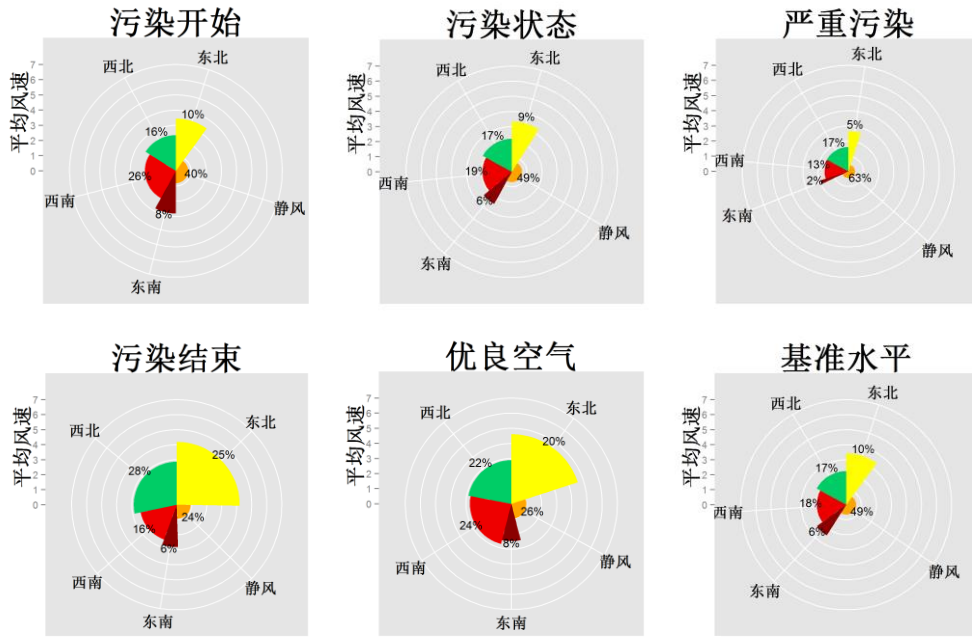 污染开始
平均风速
7
6
5
4
3
2
1
0
西北
东北
16%
10%
26%
40%
8%
西南
静风
东南
污染状态
7
6
5
4
3
2
1
0
西北
东北
17%
9%
19%
49%
6%
西南
静风
东南
严重污染
7
6
5
4
3
2
1
0
西北
东北
17%
5%
13%
63%
2%
西南
东南
静风
污染结束
平均风速
7
6
5
4
3
2
1
0
西北
东北
28%
25%
16%
24%
6%
西南
静风
东南
优良空气
平均风速
7
6
5
4
3
2
1
0
西北
东北
22%
20%
24%
26%
8%
西南
静风
东南
基准水平
平均风速
7
6
5
4
3
2
1
0
西北
东北
17%
10%
18%
49%
6%
西南
静风
东南
平均风速
平均风速